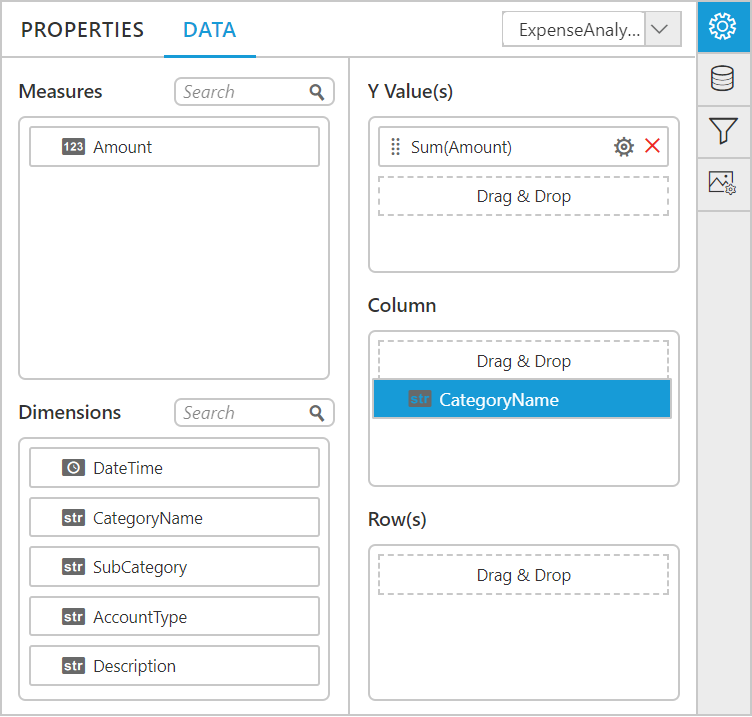 PROPERTIES
DATA
ExpenseAnaly...
Measures
Search
123 Amount
Dimensions
Search
DateTime
str CategoryName
str SubCategory
str AccountType
str Description
Y Value(s)
Sum(Amount)
Drag & Drop
Column
Drag & Drop
str CategoryName
Row(s)
Drag & Drop